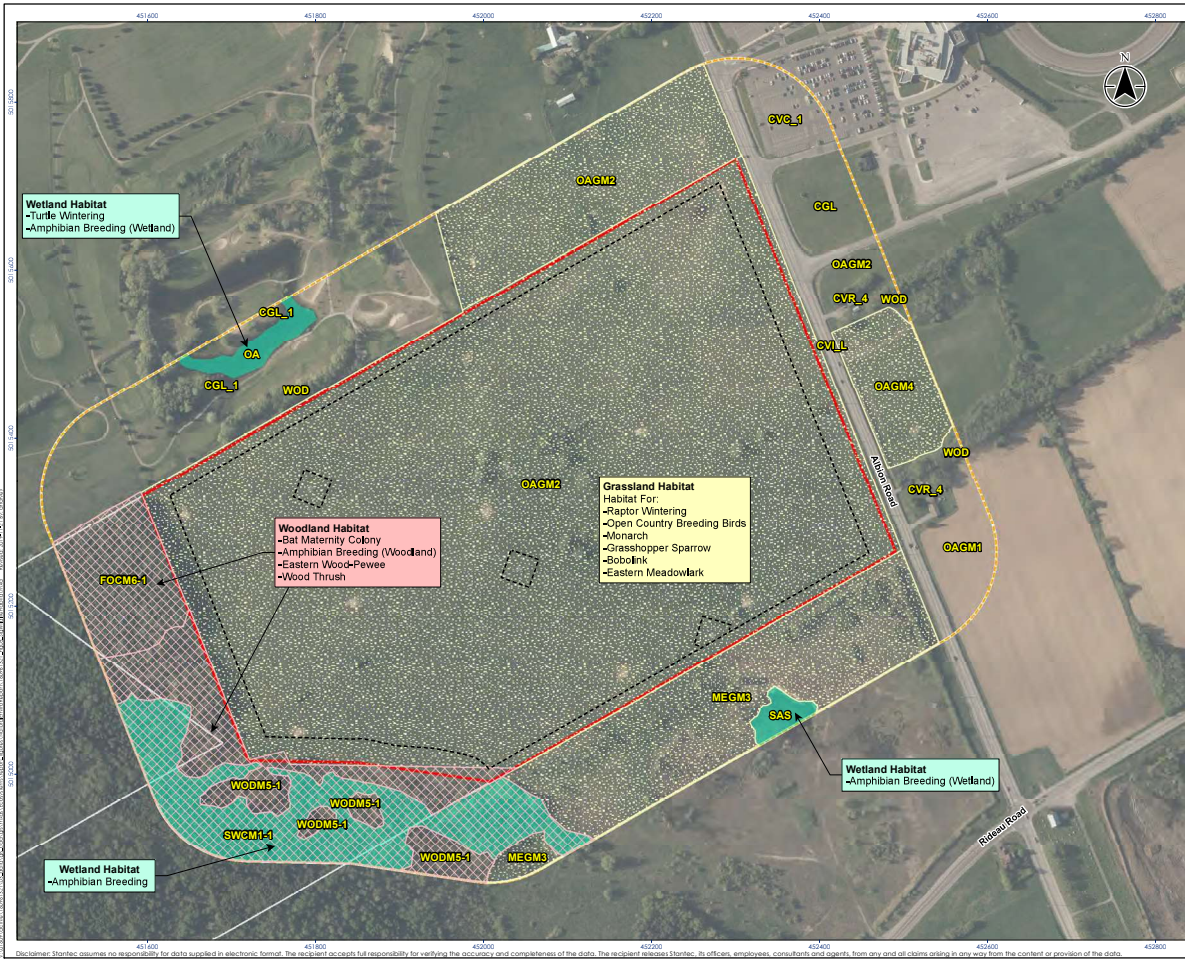 451600
451800
452000
452200
452400
452600
452800
N
5015800
CVC_1
OAGM2
CGL
Wetland Habitat
-Turtle Wintering
-Amphibian Breeding (Wetland)
5015600
OAGM2
CVR_4
WOD
CGL_1
CVI_L
OA
CGL_1
WOD
OAGM4
5015400
WOD
Albion Road
OAGM2
CVR_4
Grassland Habitat
Habitat For:
-Raptor Wintering
-Open Country Breeding Birds
-Monarch
-Grasshopper Sparrow
-Bobolink
-Eastern Meadowlark
Woodland Habitat
-Bat Maternity Colony
-Amphibian Breeding (Woodland)
-Eastern Wood-Pewee
-Wood Thrush
OAGM1
FOCM6-1
5015200
MEGM3
SAS
5015000
Wetland Habitat
-Amphibian Breeding (Wetland)
WODM5-1
WODM5-1
WODM5-1
SWCM1-1
Rideau Road
WODM5-1
MEGM3
Wetland Habitat
-Amphibian Breeding
451600
451800
452000
452200
452400
452600
452800
Disclaimer: Stantec assumes no responsibility for data supplied in electronic format. The recipient accepts full responsibility for verifying the accuracy and completeness of the data. The recipient releases Stantec, its officers, employees, consultants and agents, from any and all claims arising in any way from the content or provision of the data.